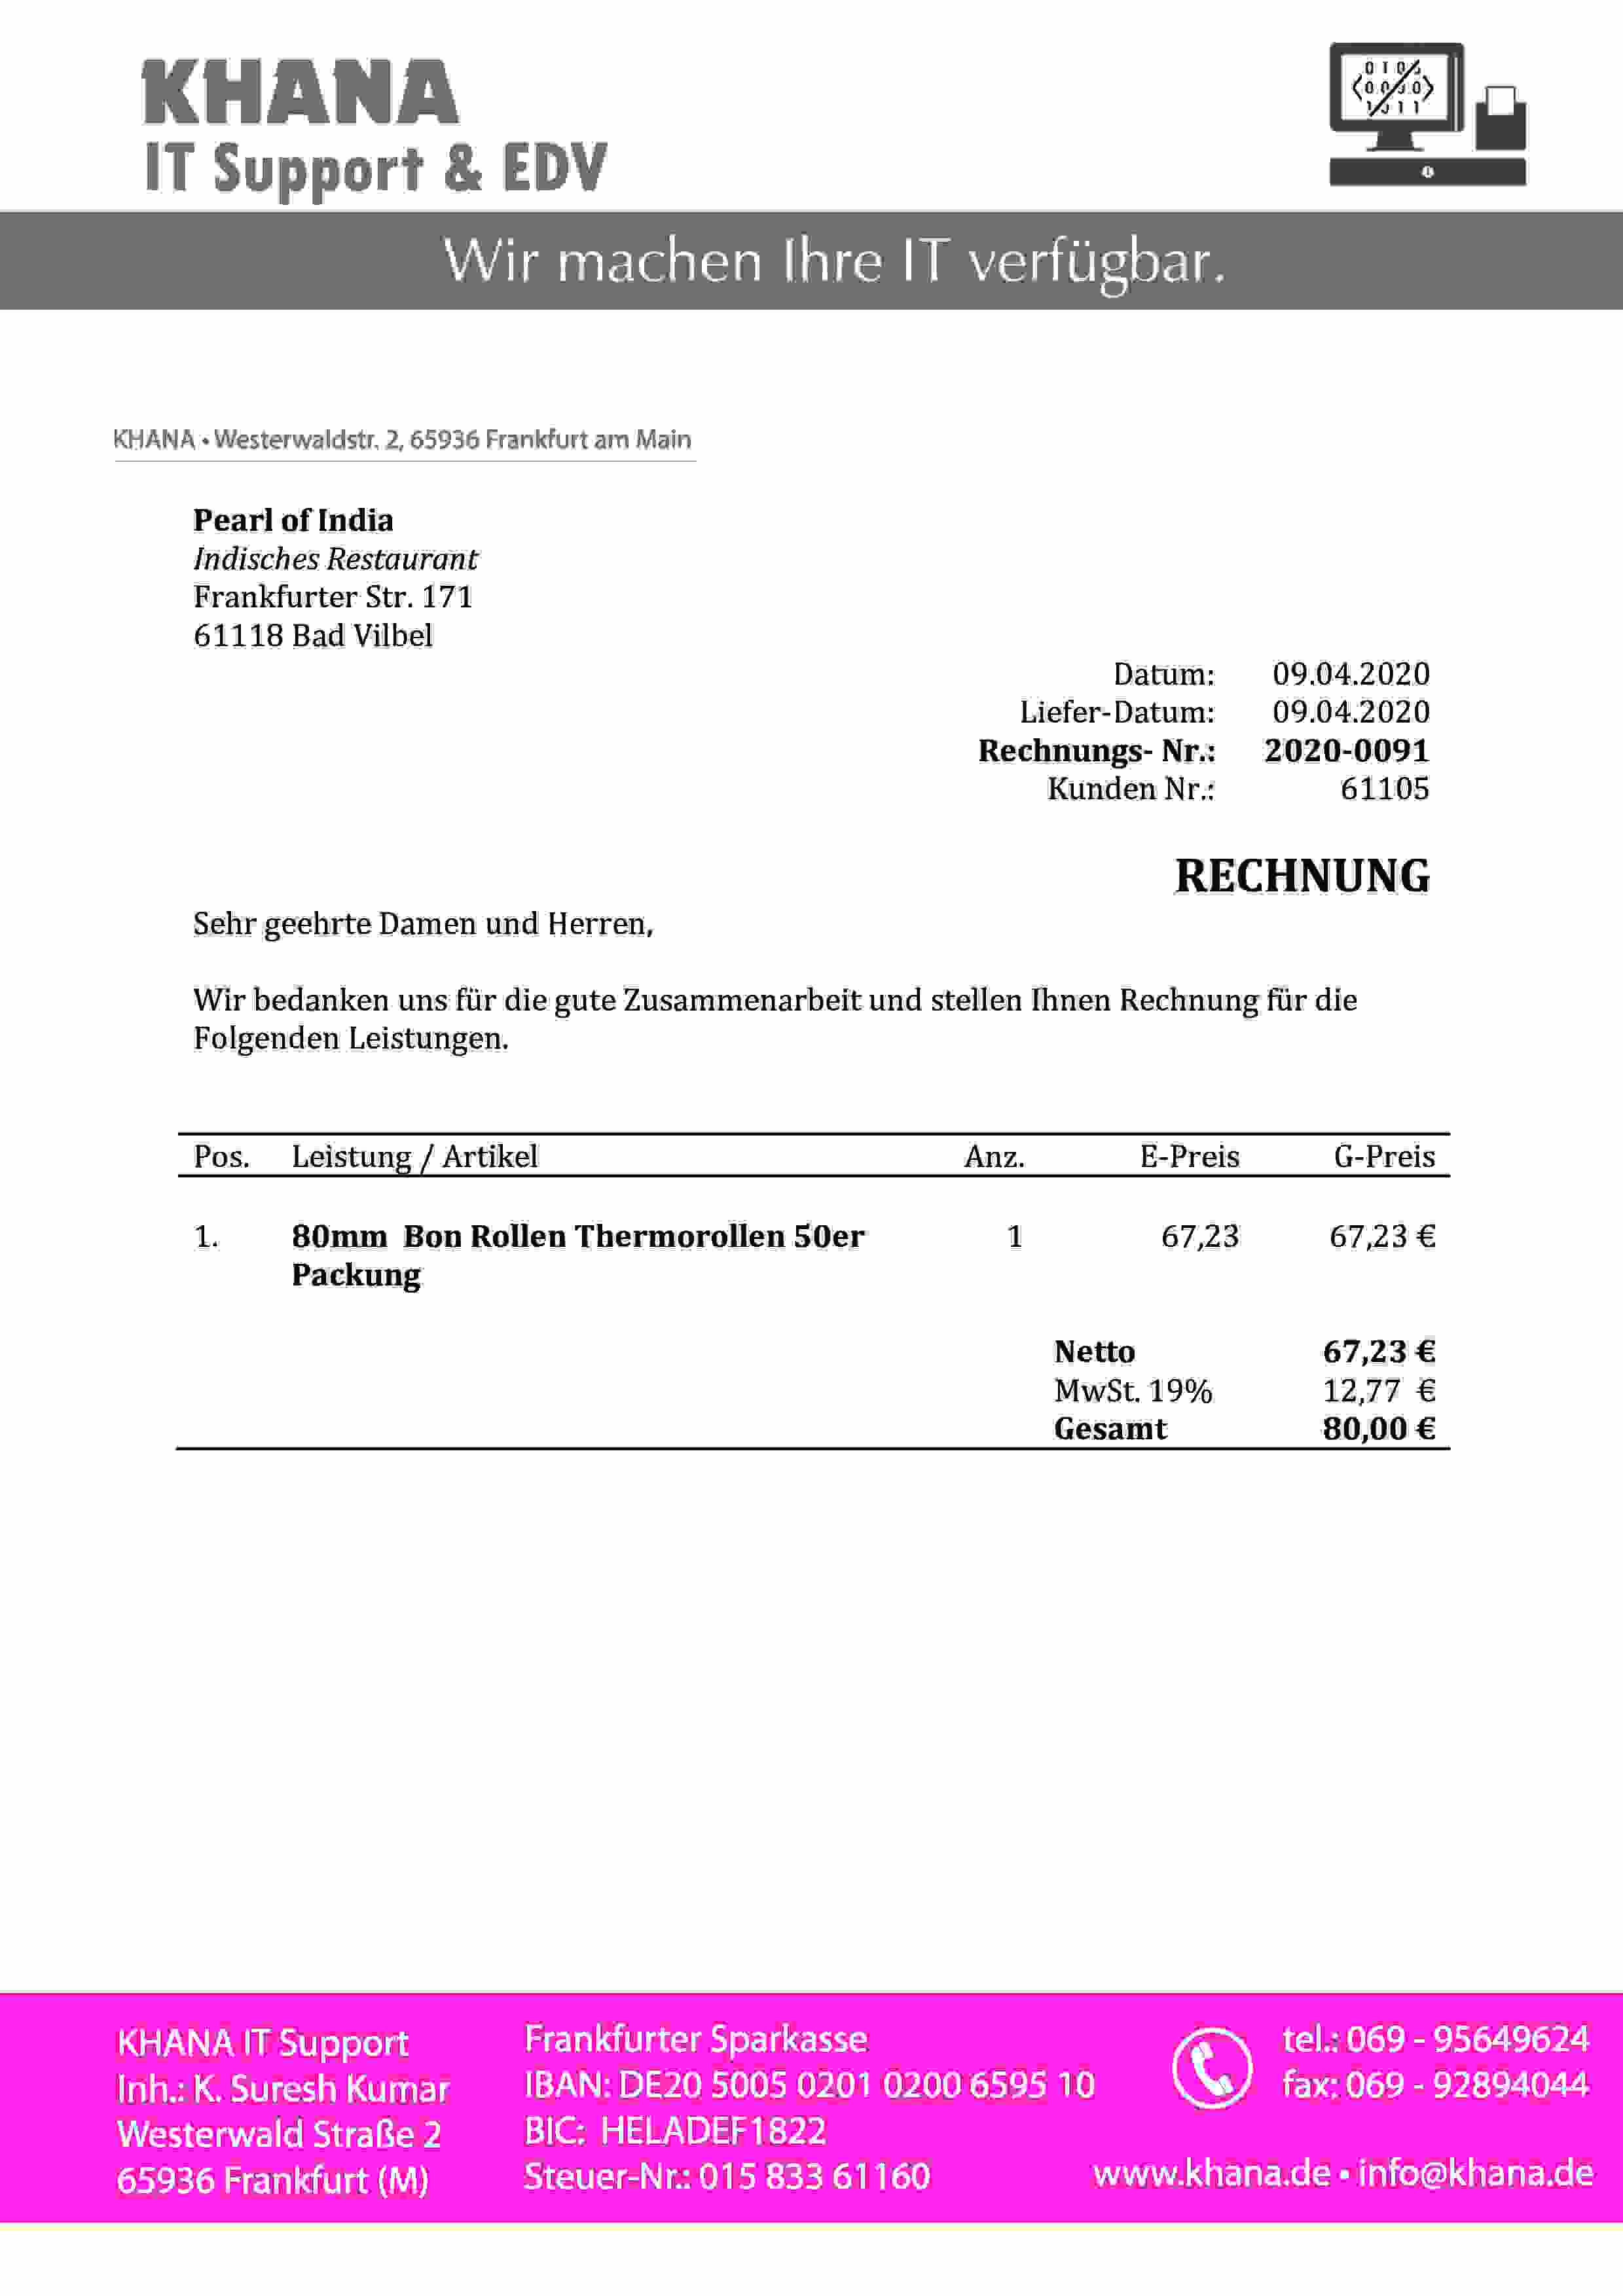 KHANA
IT Support & EDV
Wir machen Ihre IT verfügbar.
KHANA • Westerwaldstr. 2, 65936 Frankfurt am Main
Pearl of India
Indisches Restaurant
Frankfurter Str. 171
61118 Bad Vilbel
Datum: 09.04.2020
Liefer-Datum: 09.04.2020
Rechnungs- Nr.: 2020-0091
Kunden Nr.: 61105
RECHNUNG
Sehr geehrte Damen und Herren,
Wir bedanken uns für die gute Zusammenarbeit und stellen Ihnen Rechnung für die
Folgenden Leistungen.
Pos. Leistung / Artikel Anz. E-Preis G-Preis
1. 80mm Bon Rollen Thermorollen 50er 1 67,23 67,23 €
Packung
Netto 67,23 €
MwSt. 19% 12,77 €
Gesamt 80,00 €
KHANA IT Support
Inh.: K. Suresh Kumar
Westerwald Straße 2
65936 Frankfurt (M)
Frankfurter Sparkasse
IBAN: DE20 5005 0201 0200 6595 10
BIC: HELADEF1822
Steuer-Nr.: 015 833 61160
tel.: 069 - 95649624
fax: 069 - 92894044
www.khana.de • info@khana.de